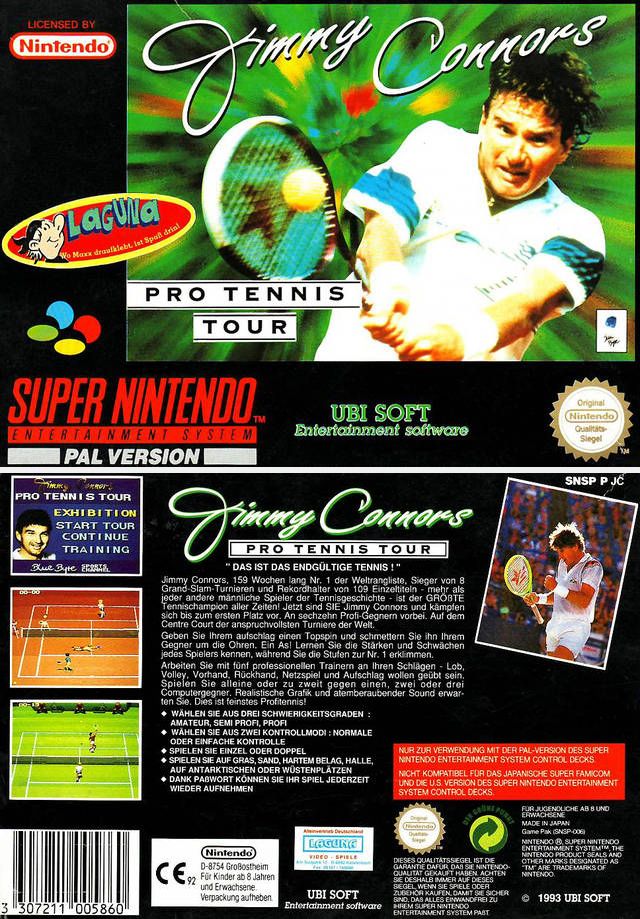 LICENSED BY
Nintendo
Jimmy Connors
LAGUNA
Wo Maxx draufklebt, ist Spaß drin!
PRO TENNIS
TOUR
SUPER NINTENDO
ENTERTAINMENT SYSTEM
PAL VERSION
UBI SOFT
Entertainment software
Original
Nintendo
Qualitäts-
Siegel
Jimmy Connors
PRO TENNIS TOUR
EXHIBITION
START TOUR
CONTINUE
TRAINING
Blue Byte
Jimmy Connors
PRO TENNIS TOUR
" DAS IST DAS ENDGÜLTIGE TENNIS ! "
SNSP P JC
Jimmy Connors, 159 Wochen lang Nr. 1 der Weltrangliste, Sieger von 8
Grand-Slam-Turnieren und Rekordhalter von 109 Einzeltiteln - mehr als
jeder andere männliche Spieler der Tennisgeschichte - ist der GRÖßTE
Tennischampion aller Zeiten! Jetzt sind SIE Jimmy Connors und kämpfen
sich bis zum ersten Platz vor. An sechzehn Profi-Gegnern vorbei. Auf dem
Centre Court der anspruchvollsten Turniere der Welt.
Geben Sie Ihrem aufschlag einen Topspin und schmettern Sie ihn Ihrem
Gegner um die Ohren. Ein As! Lernen Sie die Stärken und Schwächen
jedes Spielers kennen, während Sie die Stufen zur Nr. 1 erklimmen.
Arbeiten Sie mit fünf professionalen Trainern an Ihren Schlägen - Lob,
Volley, Vorhand, Rückhand, Netzspiel und Aufschlag wollen geübt sein.
Spielen Sie alleine oder zu zweit gegen einen, zwei oder drei
Computergegner. Realistische Grafik und atemberaubender Sound erwar-
ten Sie. Dies ist feinstes Profitennis!
WÄHLEN SIE AUS DREI SCHWIERIGKEITSGRADEN :
AMATEUR, SEMI PROFI, PROFI
WÄHLEN SIE AUS ZWEI KONTROLLMODI : NORMALE
ODER EINFACHE KONTROLLE
SPIELEN SIE EINZEL ODER DOPPEL
SPIELEN SIE AUF GRAS, SAND, HARTEM BELAG, HALLE,
AUF ANTARKTISCHEN ODER WÜSTENPLÄTZEN
DANK PAßWORT KÖNNEN SIE IHR SPIEL JEDERZEIT
WIEDER AUFNEHMEN
00-00
00-15
NUR ZUR VERWENDUNG MIT DER PAL-VERSION DES SUPER
NINTENDO ENTERTAINMENT SYSTEM CONTROL DECKS.
NICHT KOMPATIBEL FÜR DAS JAPANISCHE SUPER FAMICOM
UND DIE U.S. VERSION DES SUPER NINTENDO ENTERTAINMENT
SYSTEM CONTROL DECKS.
3 307211 005860
CE 92
Nintendo
D-8754 Großostheim
Für Kinder ab 8 Jahren
und Erwachsene.
Verpackung aufheben.
Alleinvertrieb Deutschland
LAGUNA
VIDEO - SPIELE
UBI SOFT
Entertainment software
Original
Nintendo
Qualitäts-
Siegel
DIESES QUALITÄTSSIEGEL IST DIE
GARANTIE DAFÜR, DAß SIE NINTENDO-
QUALITÄT GEKAUFT HABEN. ACHTEN
SIE DESHALB IMMER AUF DIESES
SIEGEL, WENN SIE SPIELE ODER
ZUBEHÖR KAUFEN, DAMIT SIE SICHER
SIND, DAS ALLES EINWANDFREI ZU
IHREM SUPER NINTENDO
ENTERTAINMENT SYSTEM PAßT
DER GRÜNE PUNKT
FÜR JUGENDLICHE AB 8 UND
ERWACHSENE
MADE IN JAPAN
Game Pak (SNSP-006)
NINTENDO ®, SUPER NINTENDO
ENTERTAINMENT SYSTEM™, THE
NINTENDO PRODUCT SEALS AND
OTHER MARKS DESIGNATED AS
"TM" ARE TRADEMARKS OF
NINTENDO.
© 1993 UBI SOFT